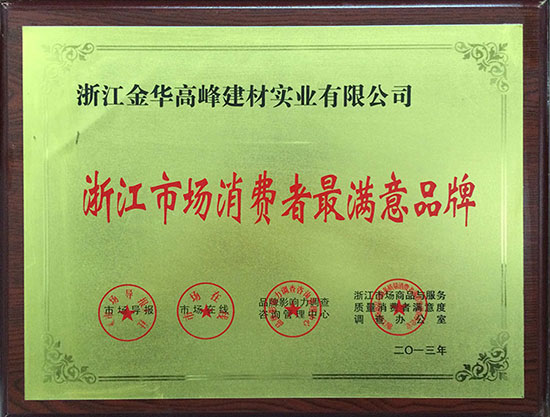 浙江金华高峰建材实业有限公司
浙江市场消费者最满意品牌
市场导报
市场在线
品牌影响力调查
咨询管理中心
浙江市场商品与服务
质量消费者满意度
调查办公室
二〇一三年